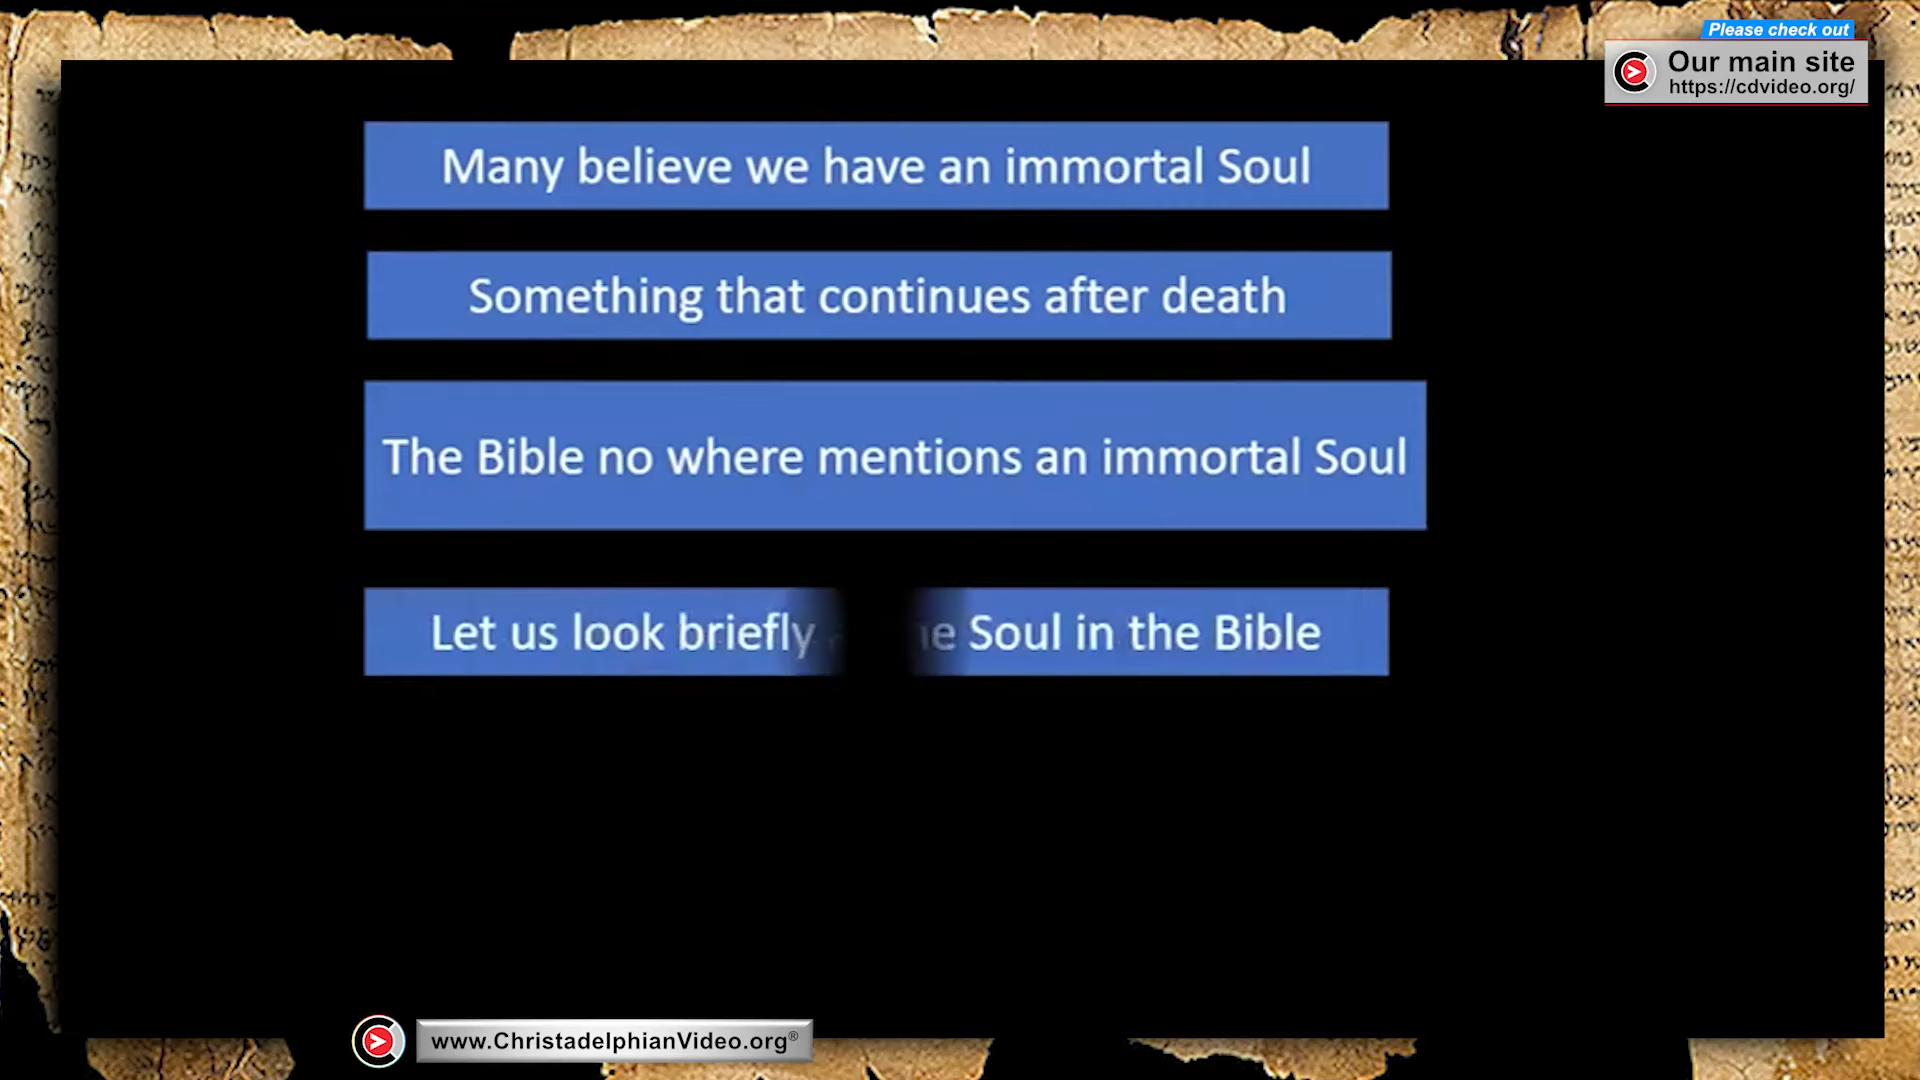 Please check out
Our main site
https://cdvideo.org/
Many believe we have an immortal Soul
Something that continues after death
The Bible no where mentions an immortal Soul
Let us look briefly Soul in the Bible
www.ChristadelphianVideo.org®